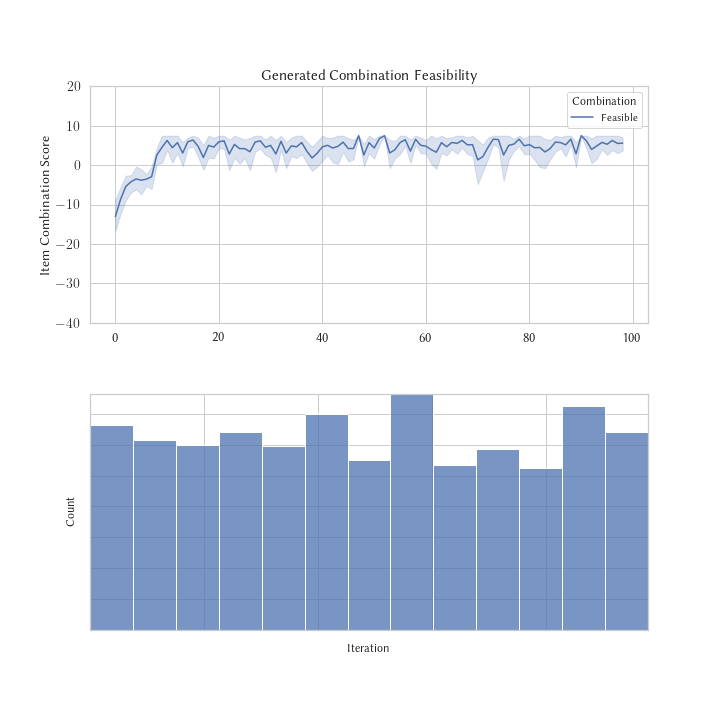 Generated Combination Feasibility
Item Combination Score
20
10
0
−10
−20
−30
−40
Combination
Feasible
0
20
40
60
80
100
Count
Iteration